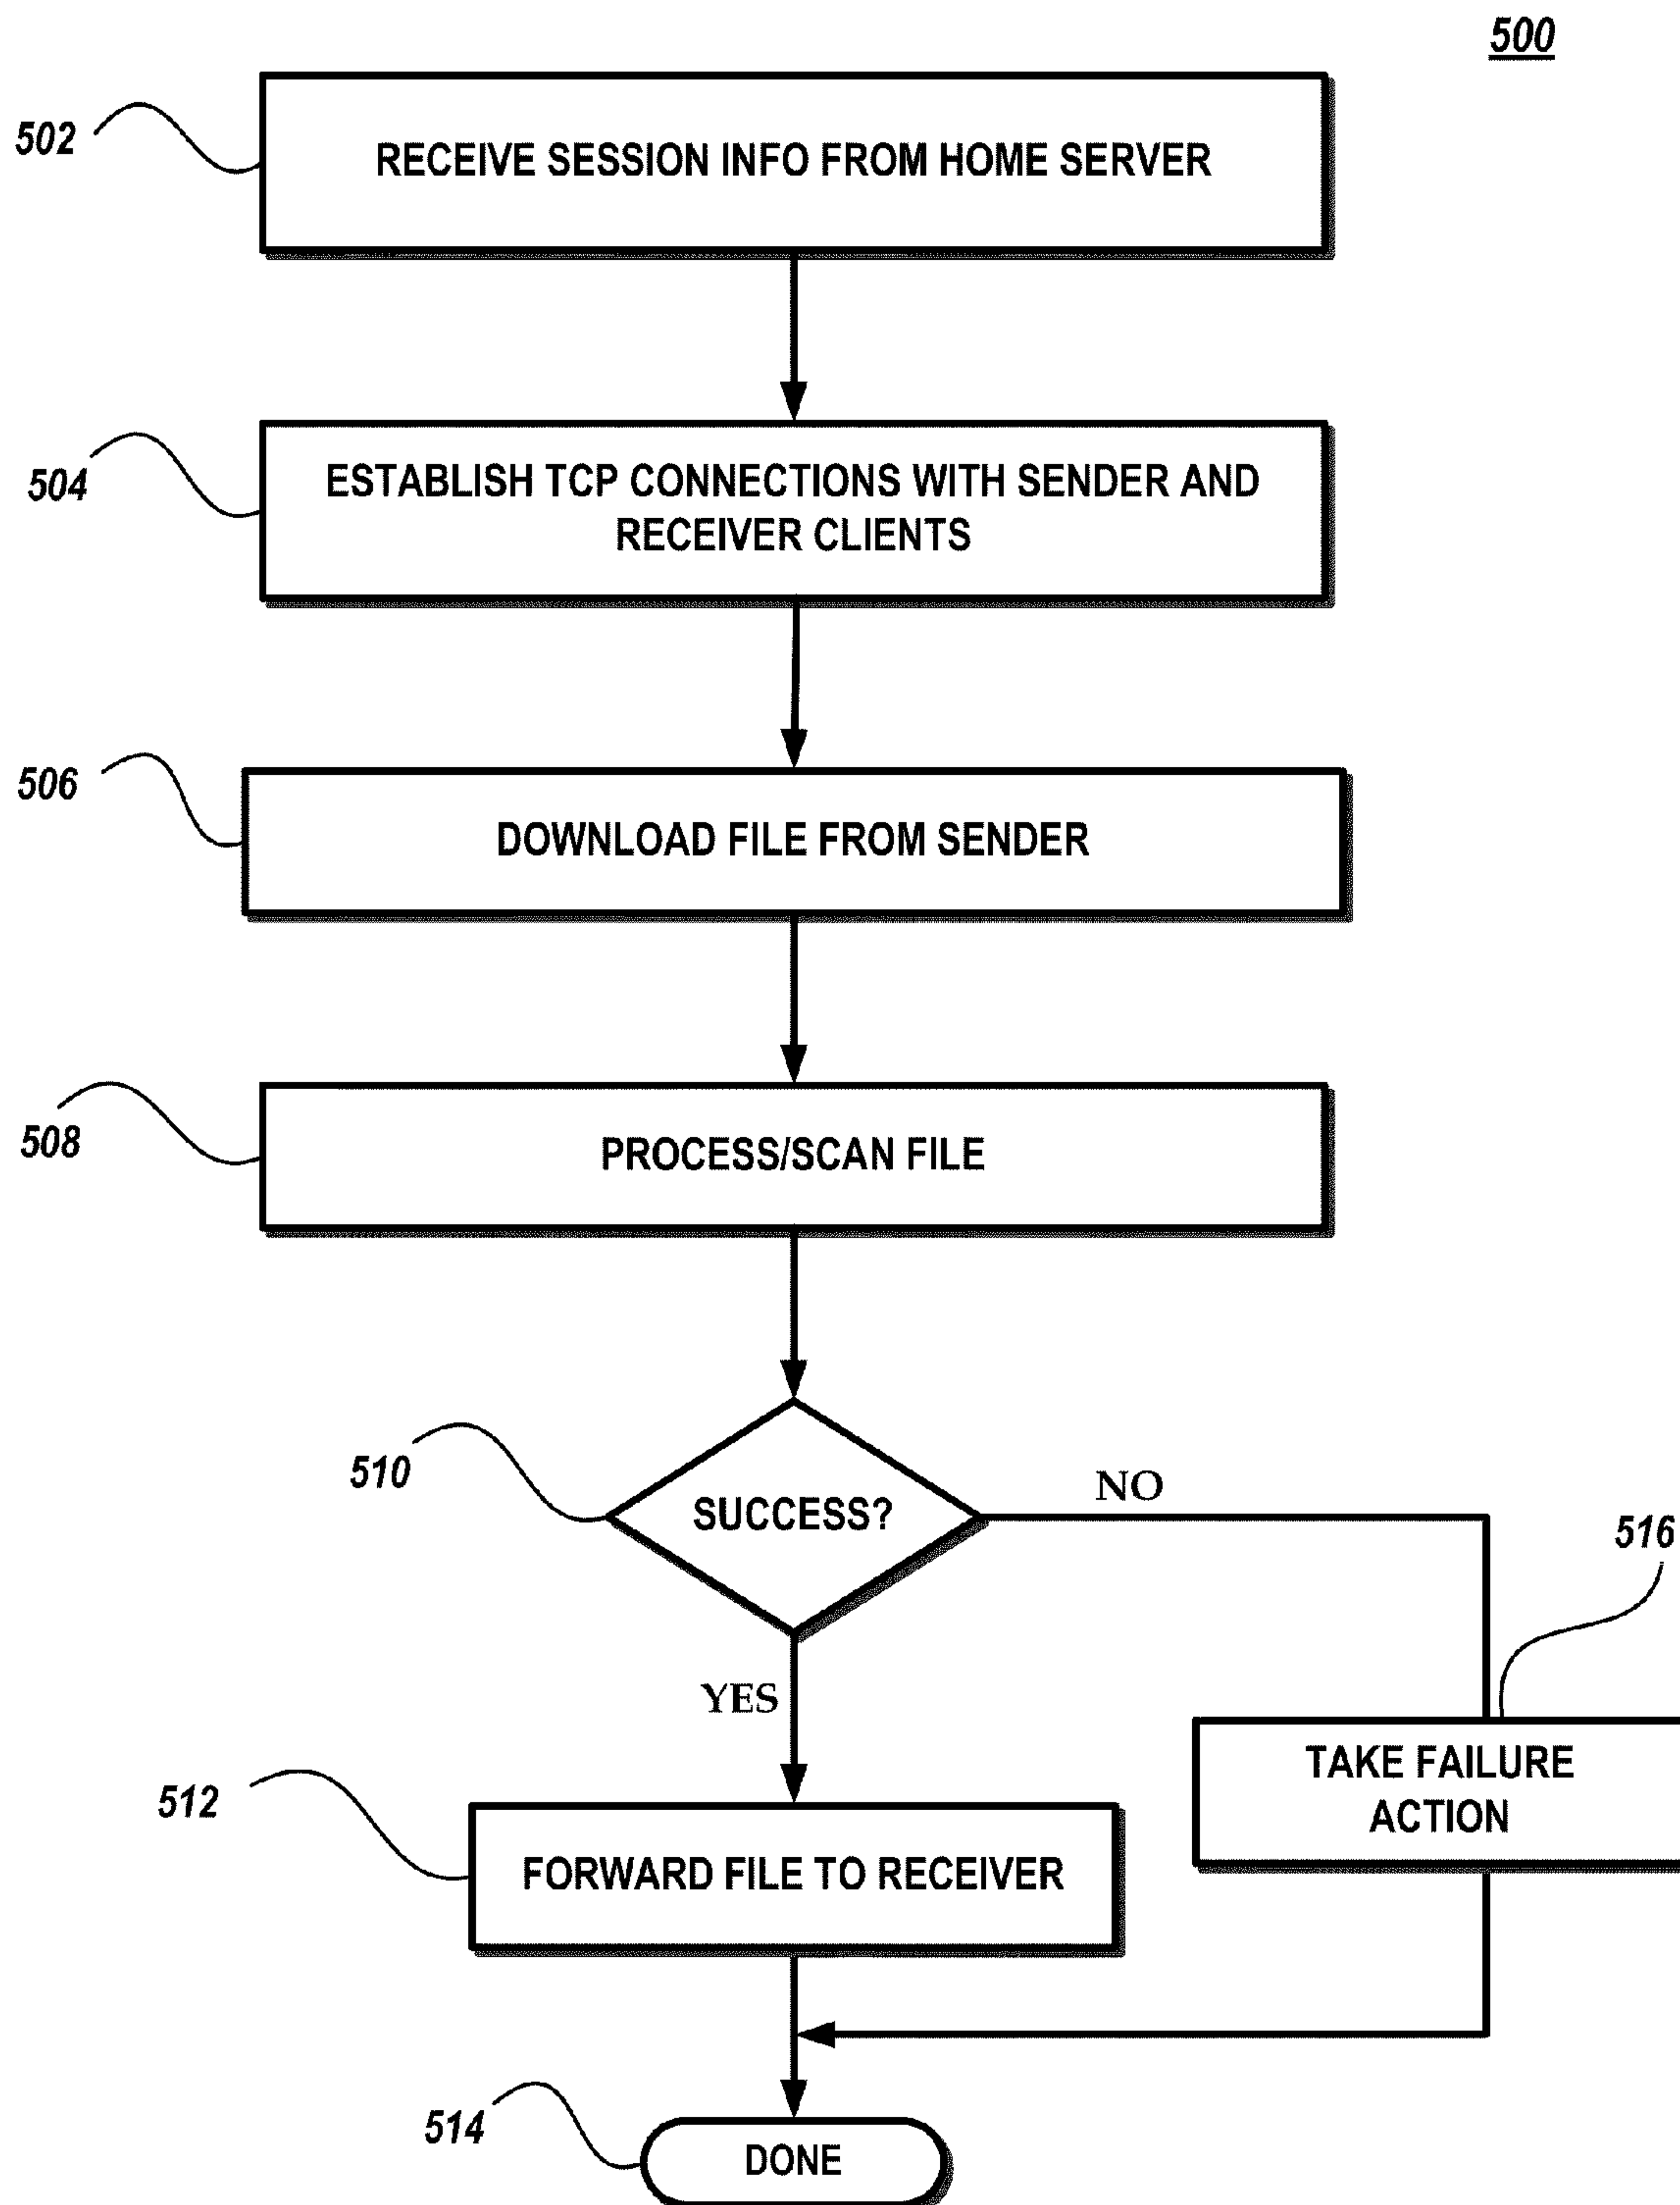 500
502
RECEIVE SESSION INFO FROM HOME SERVER
504
ESTABLISH TCP CONNECTIONS WITH SENDER AND
RECEIVER CLIENTS
506
DOWNLOAD FILE FROM SENDER
508
PROCESS/SCAN FILE
510
SUCCESS?
NO
516
YES
TAKE FAILURE
ACTION
512
FORWARD FILE TO RECEIVER
514
DONE